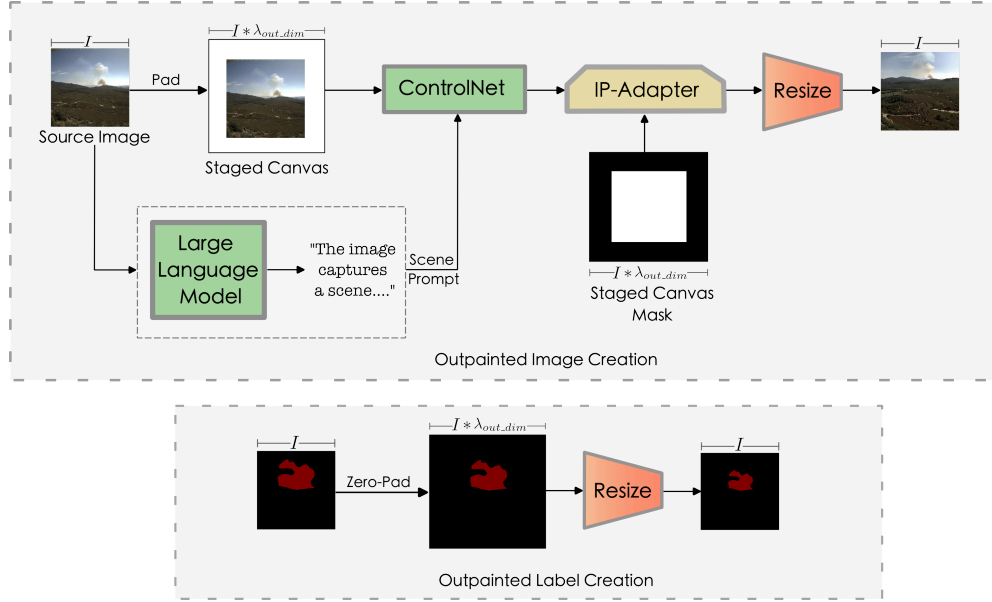 I
I * λout_dim
I
Pad
ControlNet
IP-Adapter
Resize
Source Image
Staged Canvas
Large
Language
Model
"The image
captures
a scene...."
Scene
Prompt
I * λout_dim
Staged Canvas
Mask
Outpainted Image Creation
I
I * λout_dim
I
Zero-Pad
Resize
Outpainted Label Creation